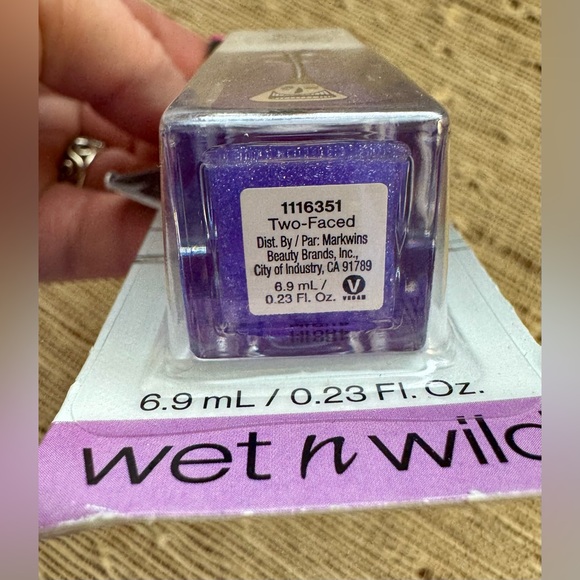 1116351
Two-Faced
Dist. By / Par: Markwins
Beauty Brands, Inc.,
City of Industry, CA 91789
6.9 mL /
0.23 Fl. Oz.
V
VEGAN
6.9 mL / 0.23 Fl. Oz.
wet n wild